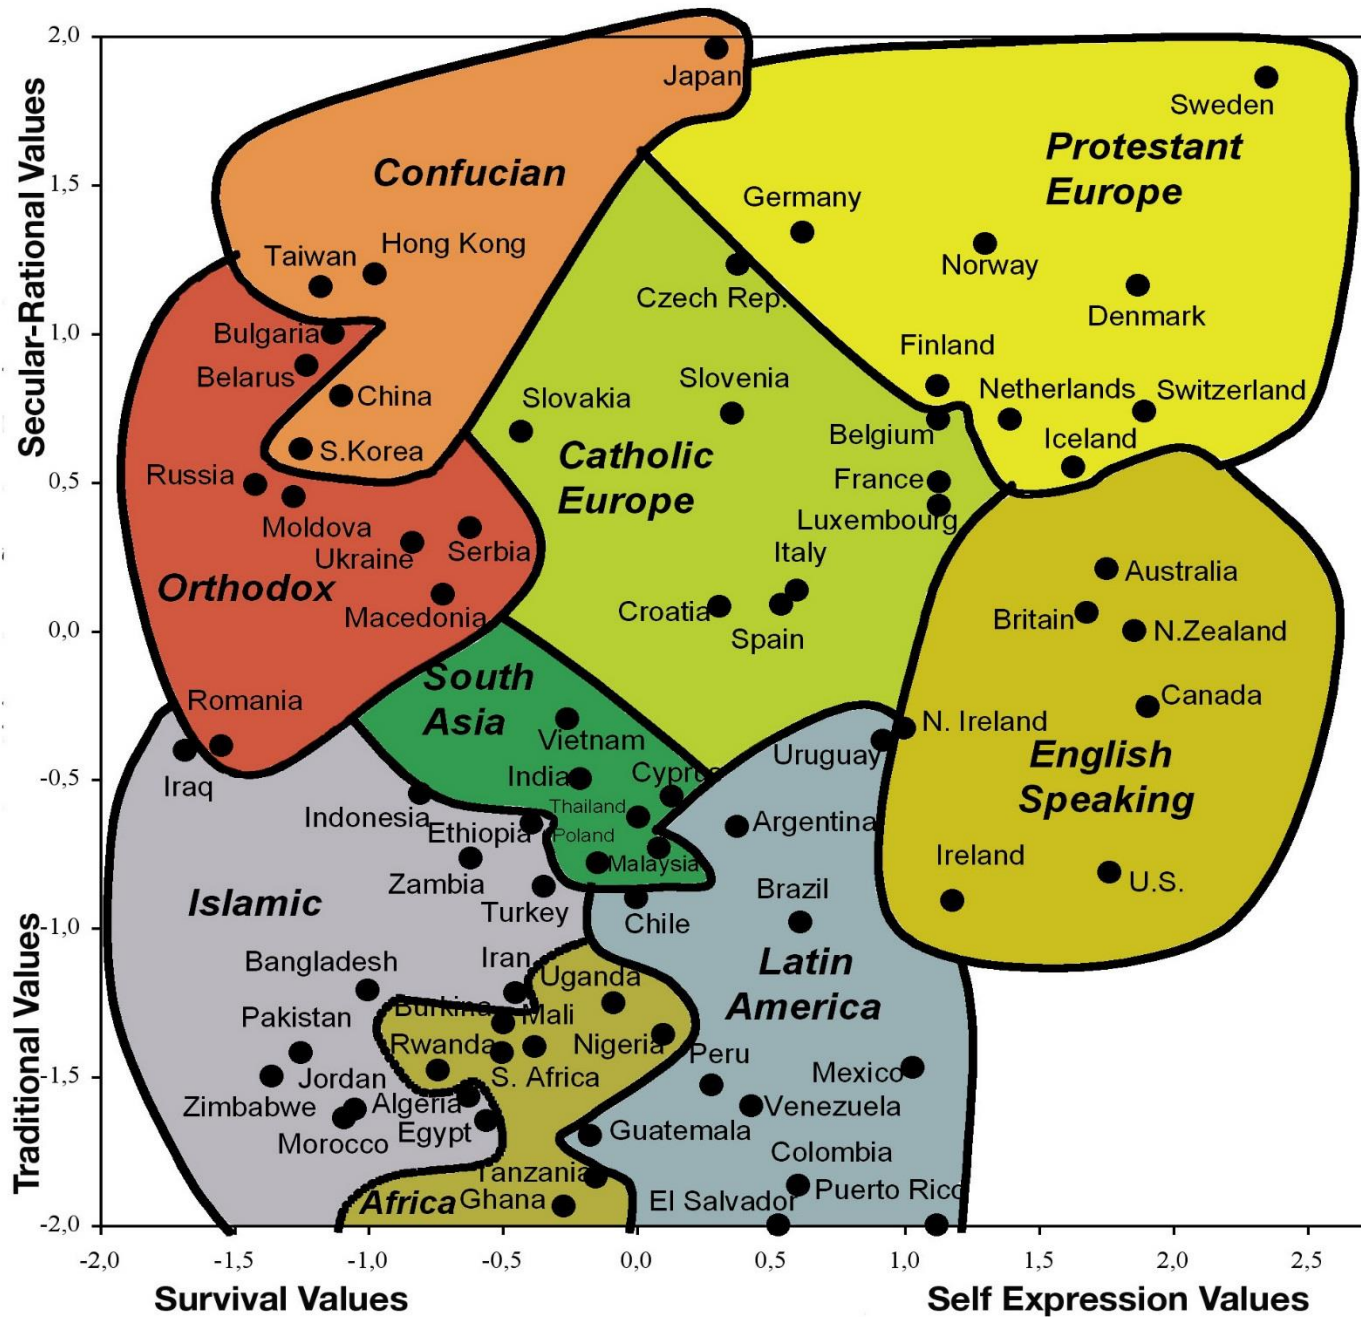 2,0
Japan
Sweden
Secular-Rational Values
Protestant
Europe
Confucian
1,5
Germany
Hong Kong
Taiwan
Norway
Czech Rep.
Denmark
1,0
Bulgaria
Finland
Belarus
Slovenia
Netherlands
Switzerland
China
Slovakia
Belgium
Iceland
S.Korea
Catholic
Europe
0,5
Russia
France
Moldova
Luxembourg
Ukraine
Serbia
Italy
Orthodox
Australia
Macedonia
Croatia
Spain
Britain
N.Zealand
0,0
South
Asia
Romania
Canada
Vietnam
N. Ireland
Uruguay
English
Speaking
-0,5
Iraq
India
Cyprus
Indonesia
Thailand
Argentina
Ethiopia
Poland
Malaysia
Ireland
Zambia
Brazil
U.S.
Islamic
Turkey
Chile
-1,0
Traditional Values
Latin
America
Bangladesh
Iran
Uganda
Burkina
Mali
Pakistan
Rwanda
Nigeria
Peru
-1,5
Jordan
S. Africa
Mexico
Zimbabwe
Algeria
Venezuela
Morocco
Egypt
Guatemala
Colombia
Tanzania
Africa
Ghana
El Salvador
Puerto Rico
-2,0
-2,0 -1,5 -1,0 -0,5 0,0 0,5 1,0 1,5 2,0 2,5
Survival Values
Self Expression Values